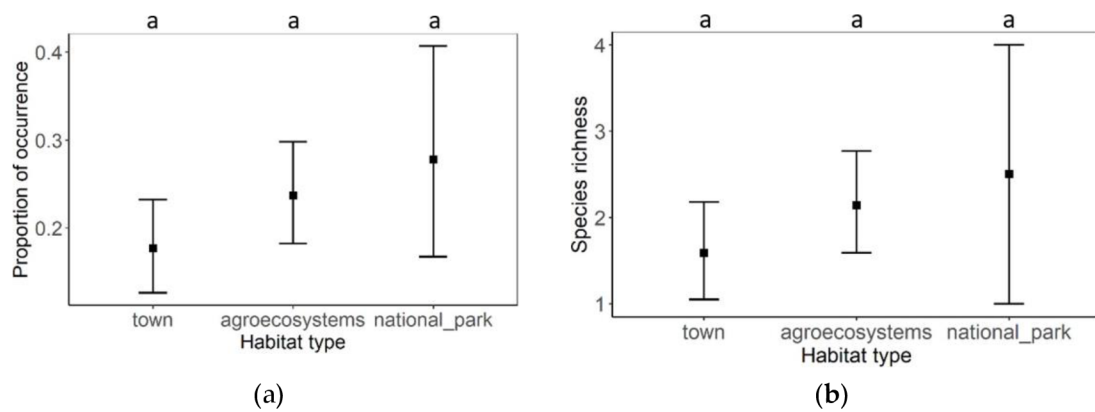 a a a
0.4
0.3
0.2
Proportion of occurrence
town agroecosystems national_park
Habitat type
(a)
a a a
4
3
2
1
Species richness
town agroecosystems national_park
Habitat type
(b)